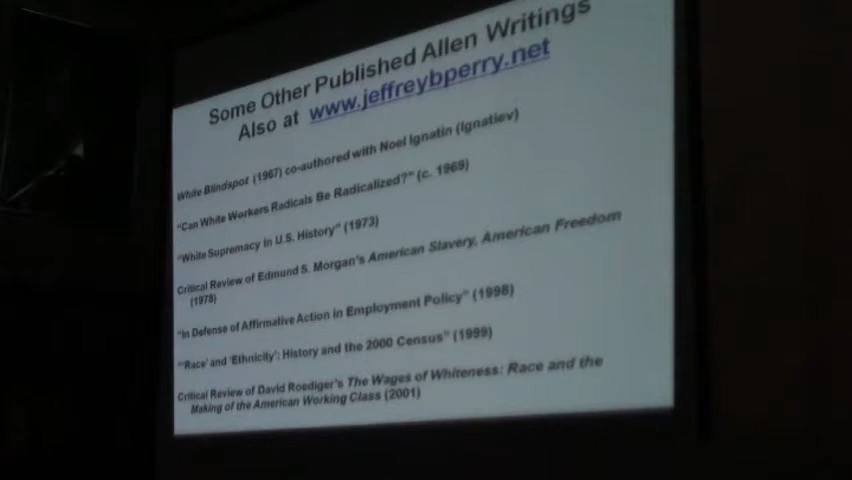 Some Other Published Allen Writings
Also at www.jeffreybperry.net
White Blindspot (1967) co-authored with Noel Ignatin (Ignatiev)
"Can White Workers Radicals Be Radicalized?" (c. 1969)
"White Supremacy in U.S. History" (1973)
Critical Review of Edmund S. Morgan's American Slavery, American Freedom
(1978)
"In Defense of Affirmative Action in Employment Policy" (1998)
"'Race' and 'Ethnicity': History and the 2000 Census" (1999)
Critical Review of David Roediger's The Wages of Whiteness: Race and the
Making of the American Working Class (2001)